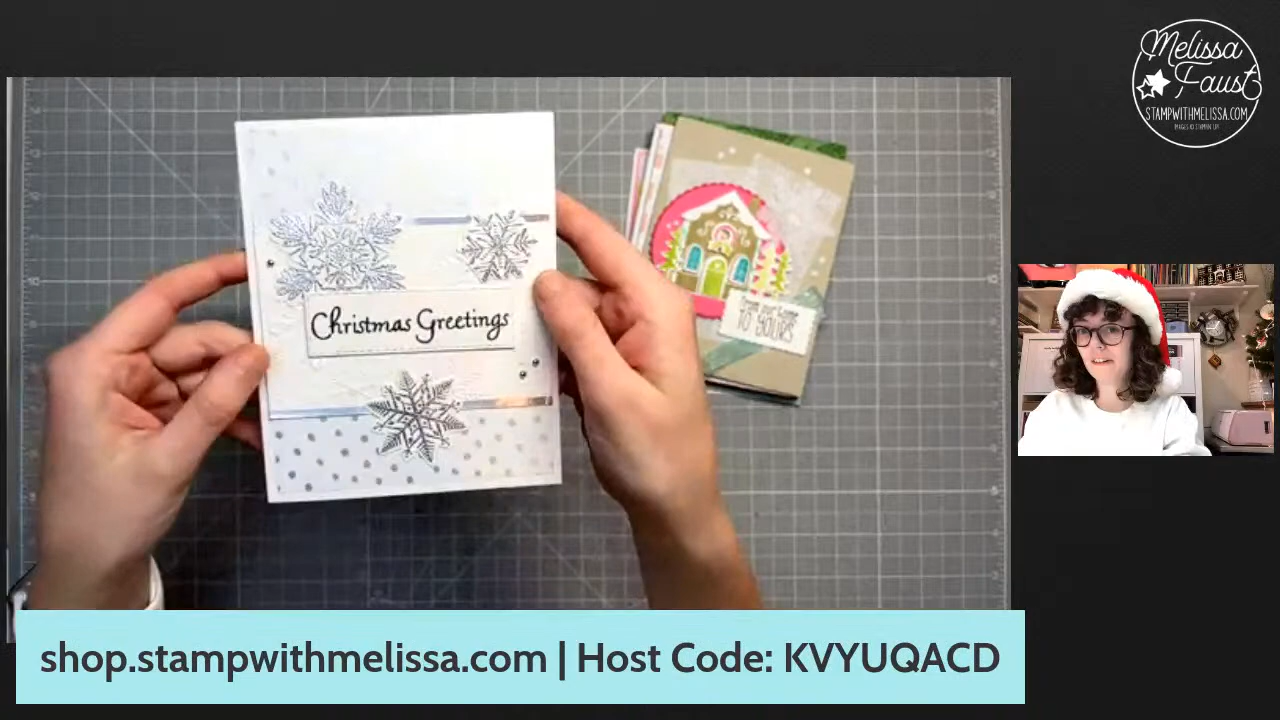 Melissa
Faust
STAMPWITHMELISSA.COM
Christmas Greetings
TO YOURS
shop.stampwithmelissa.com | Host Code: KVYUQACD